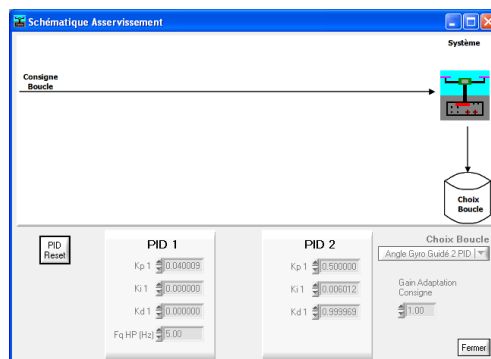 Schématique Asservissement
Système
Consigne
Boucle
Choix
Boucle
PID
Reset
PID 1
Kp 1 0.040009
Ki 1 0.000000
Kd 1 0.000000
Fq HP (Hz) 5.00
PID 2
Kp 1 0.500000
Ki 1 0.006012
Kd 1 0.999969
Choix Boucle
Angle Gyro Guidé 2 PID
Gain Adaptation
Consigne
1.00
Fermer